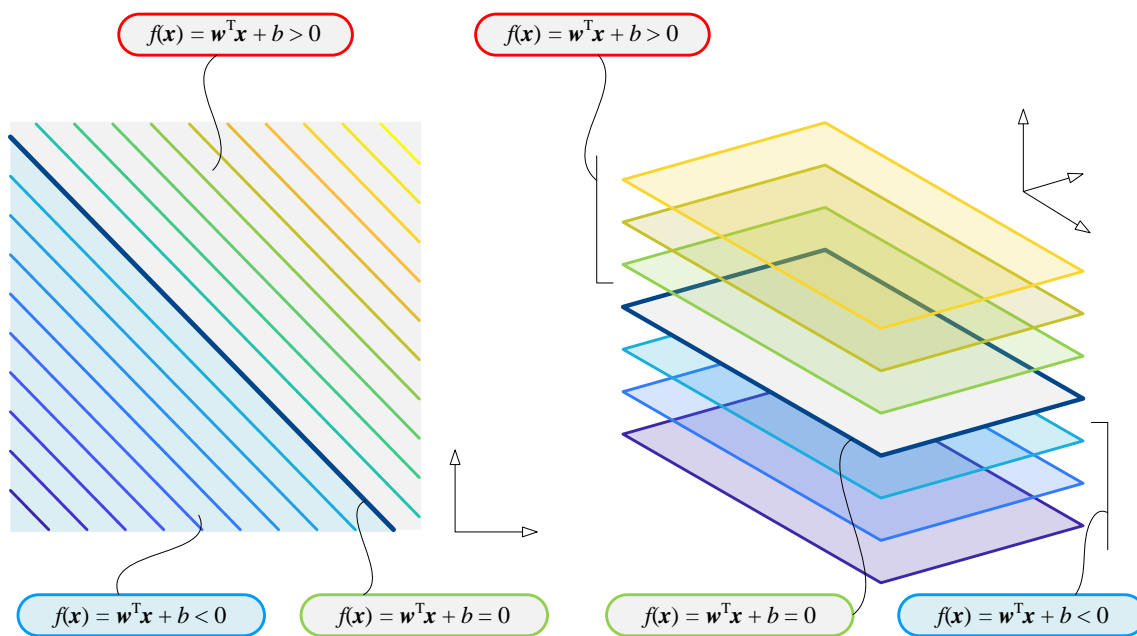 f(x) = wᵀx + b > 0
f(x) = wᵀx + b > 0
f(x) = wᵀx + b < 0
f(x) = wᵀx + b = 0
f(x) = wᵀx + b = 0
f(x) = wᵀx + b < 0